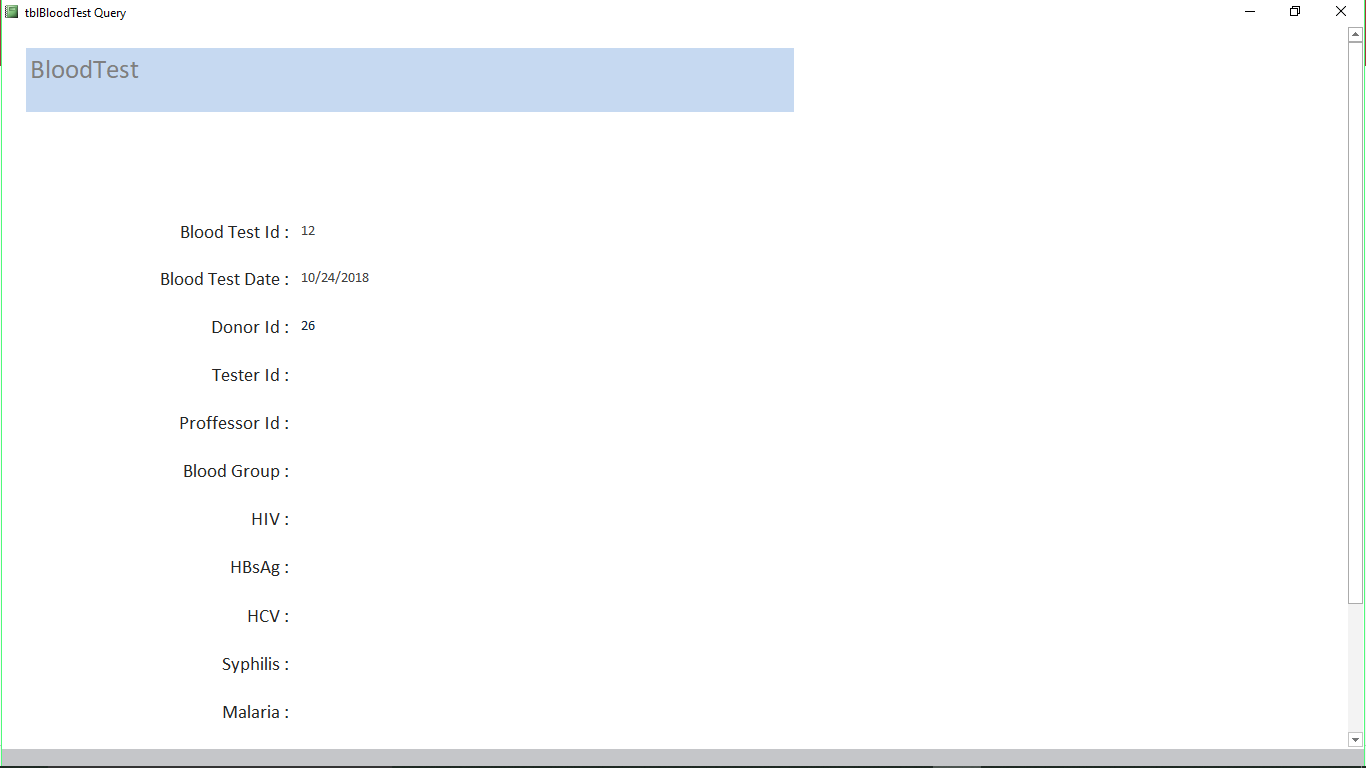 tblBloodTest Query
BloodTest
Blood Test Id : 12
Blood Test Date : 10/24/2018
Donor Id : 26
Tester Id :
Proffessor Id :
Blood Group :
HIV :
HBsAg :
HCV :
Syphilis :
Malaria :